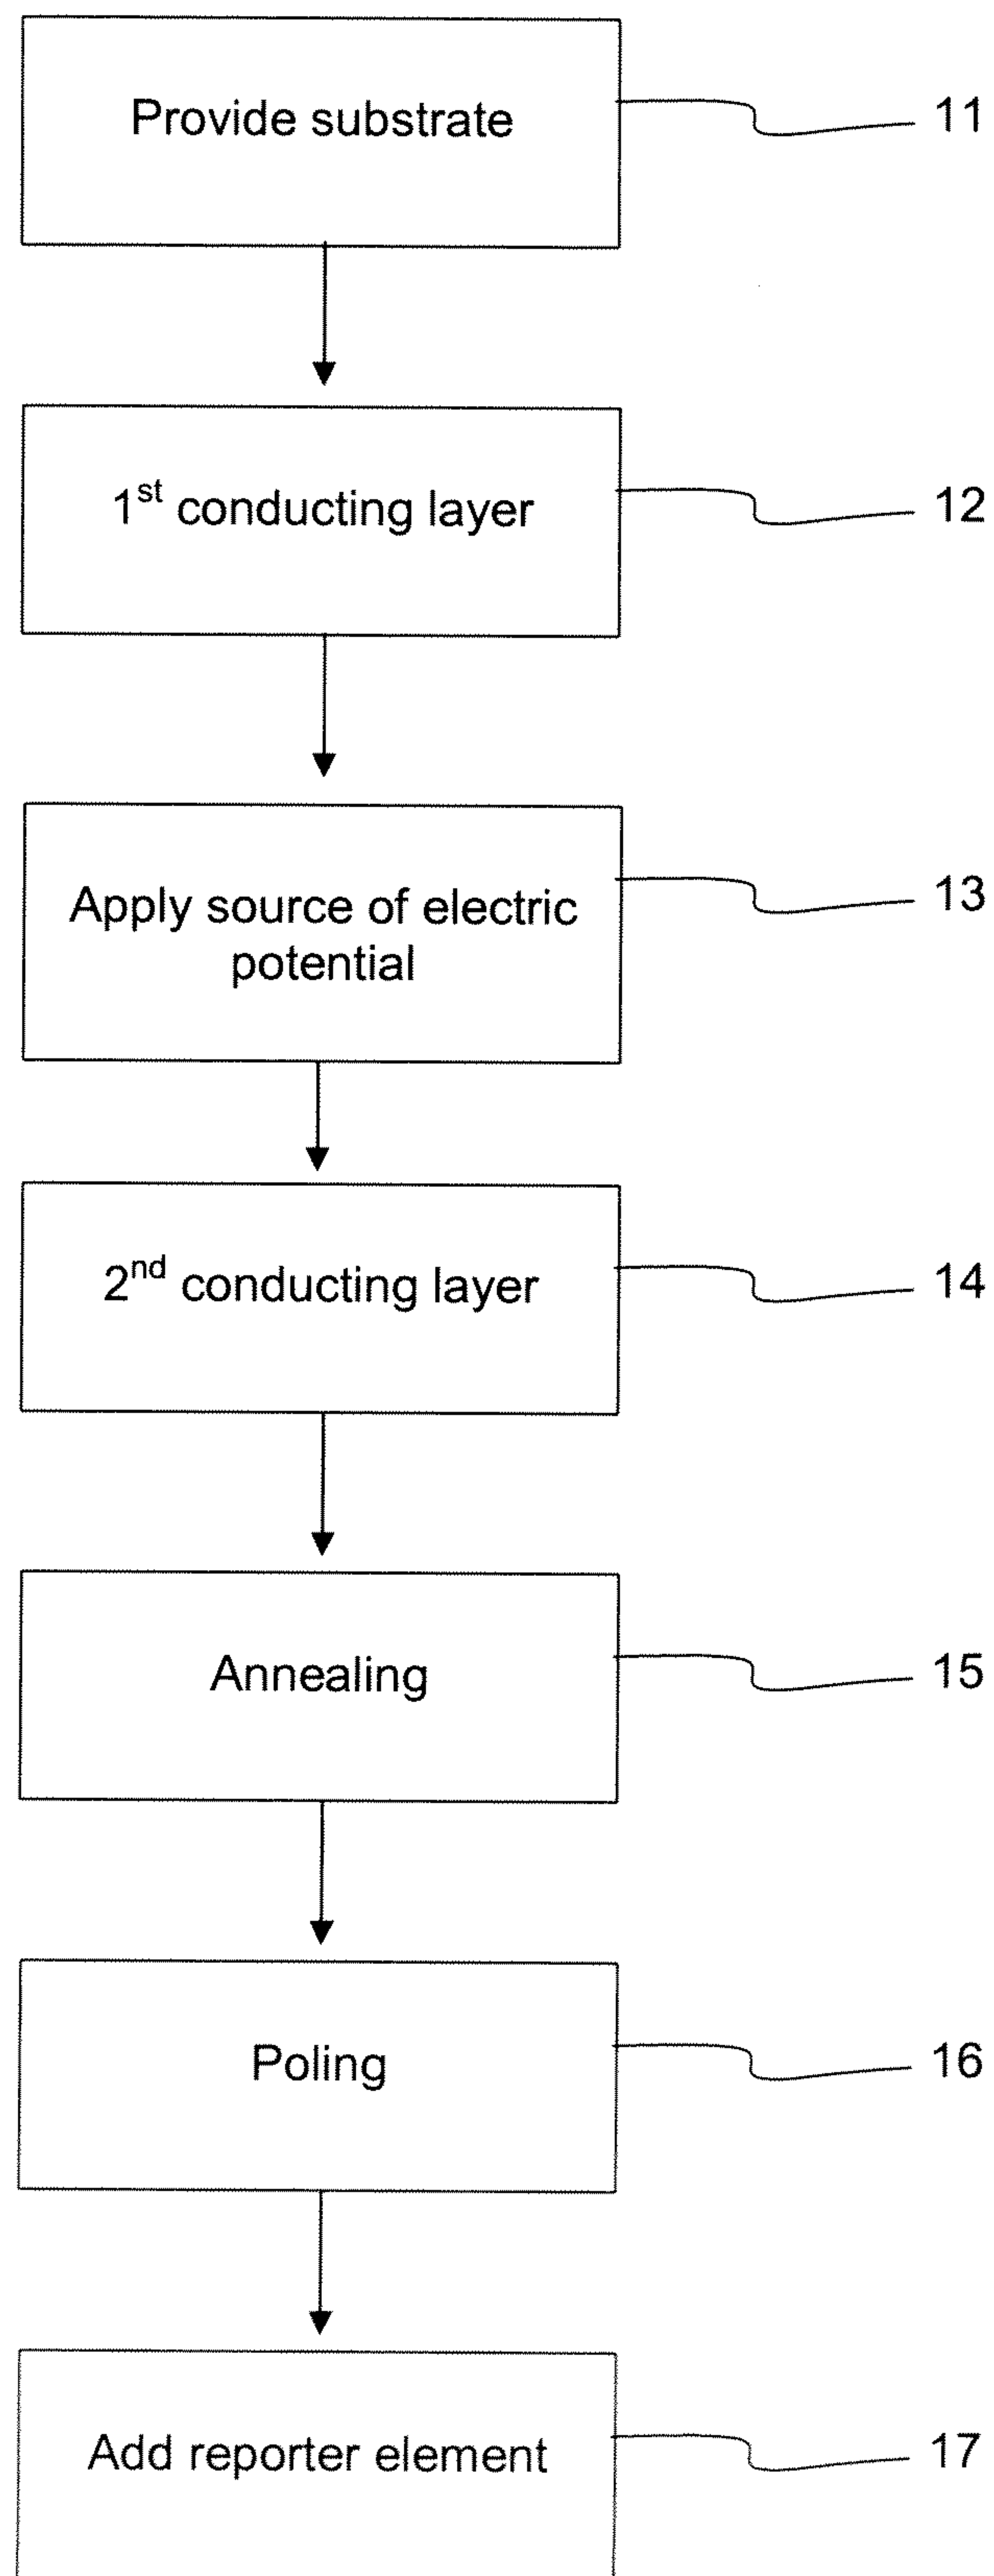 Provide substrate
11
1st conducting layer
12
Apply source of electric
potential
13
2nd conducting layer
14
Annealing
15
Poling
16
Add reporter element
17